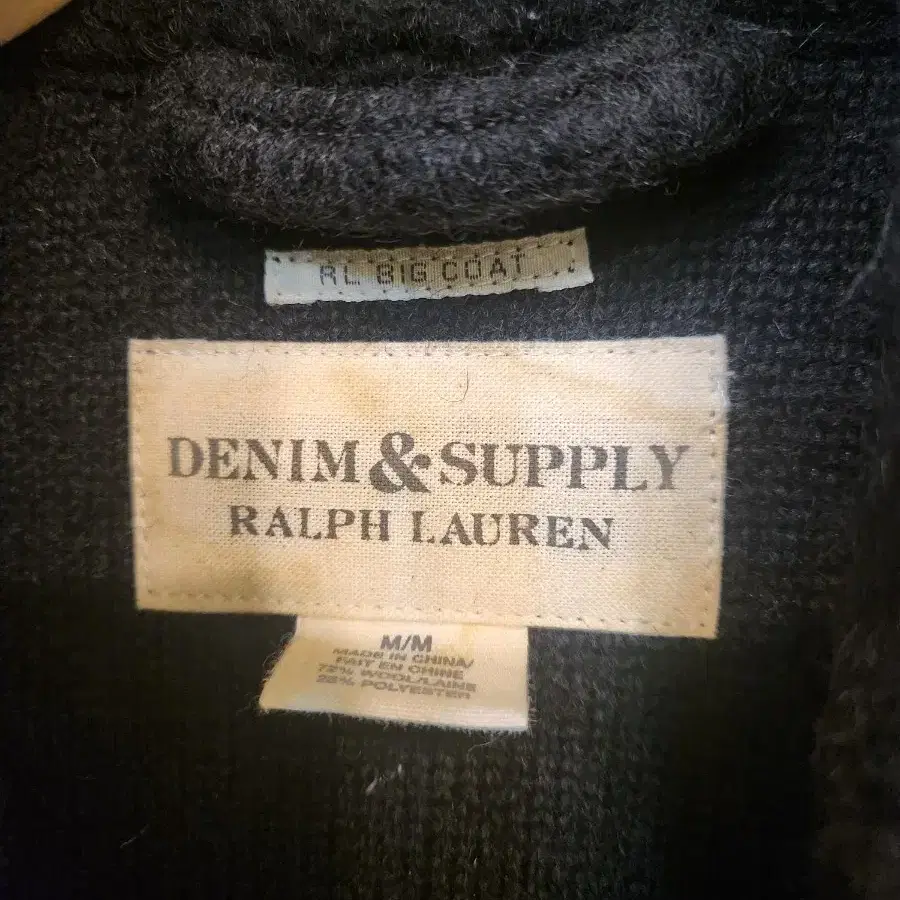 RL BIG COAT
DENIM & SUPPLY
RALPH LAUREN
M/M
MADE IN CHINA/
FAIT EN CHINE
72% WOOL/LAINE
28% POLYESTER